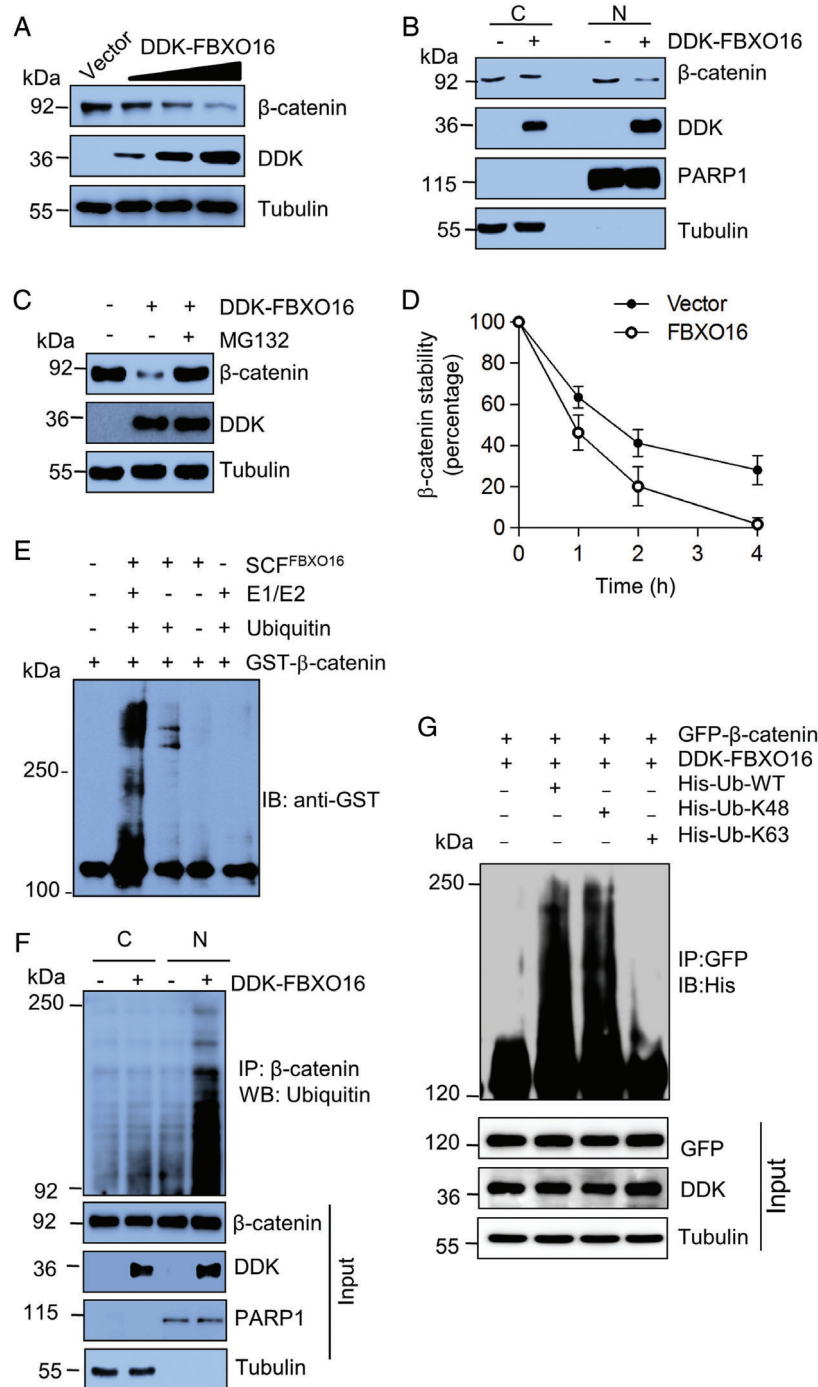 A
Vector
DDK-FBXO16
kDa
92
β-catenin
36
DDK
55
Tubulin
B
C N
- + - + DDK-FBXO16
kDa
92
β-catenin
36
DDK
115
PARP1
55
Tubulin
C
- + + DDK-FBXO16
- - + MG132
kDa
92
β-catenin
36
DDK
55
Tubulin
D
Vector
FBXO16
β-catenin stability
(percentage)
100
80
60
40
20
0
0 1 2 3 4
Time (h)
E
- + + + - SCFFBXO16
- + - - + E1/E2
- + + - + Ubiquitin
+ + + + + GST-β-catenin
kDa
250
100
IB: anti-GST
F
C N
- + - + DDK-FBXO16
kDa
250
92
IP: β-catenin
WB: Ubiquitin
92
β-catenin
36
DDK
115
PARP1
55
Tubulin
Input
G
+ + + + GFP-β-catenin
+ + + + DDK-FBXO16
– + – – His-Ub-WT
– – + – His-Ub-K48
– – – + His-Ub-K63
kDa
250
120
IP:GFP
IB:His
120
GFP
36
DDK
55
Tubulin
Input